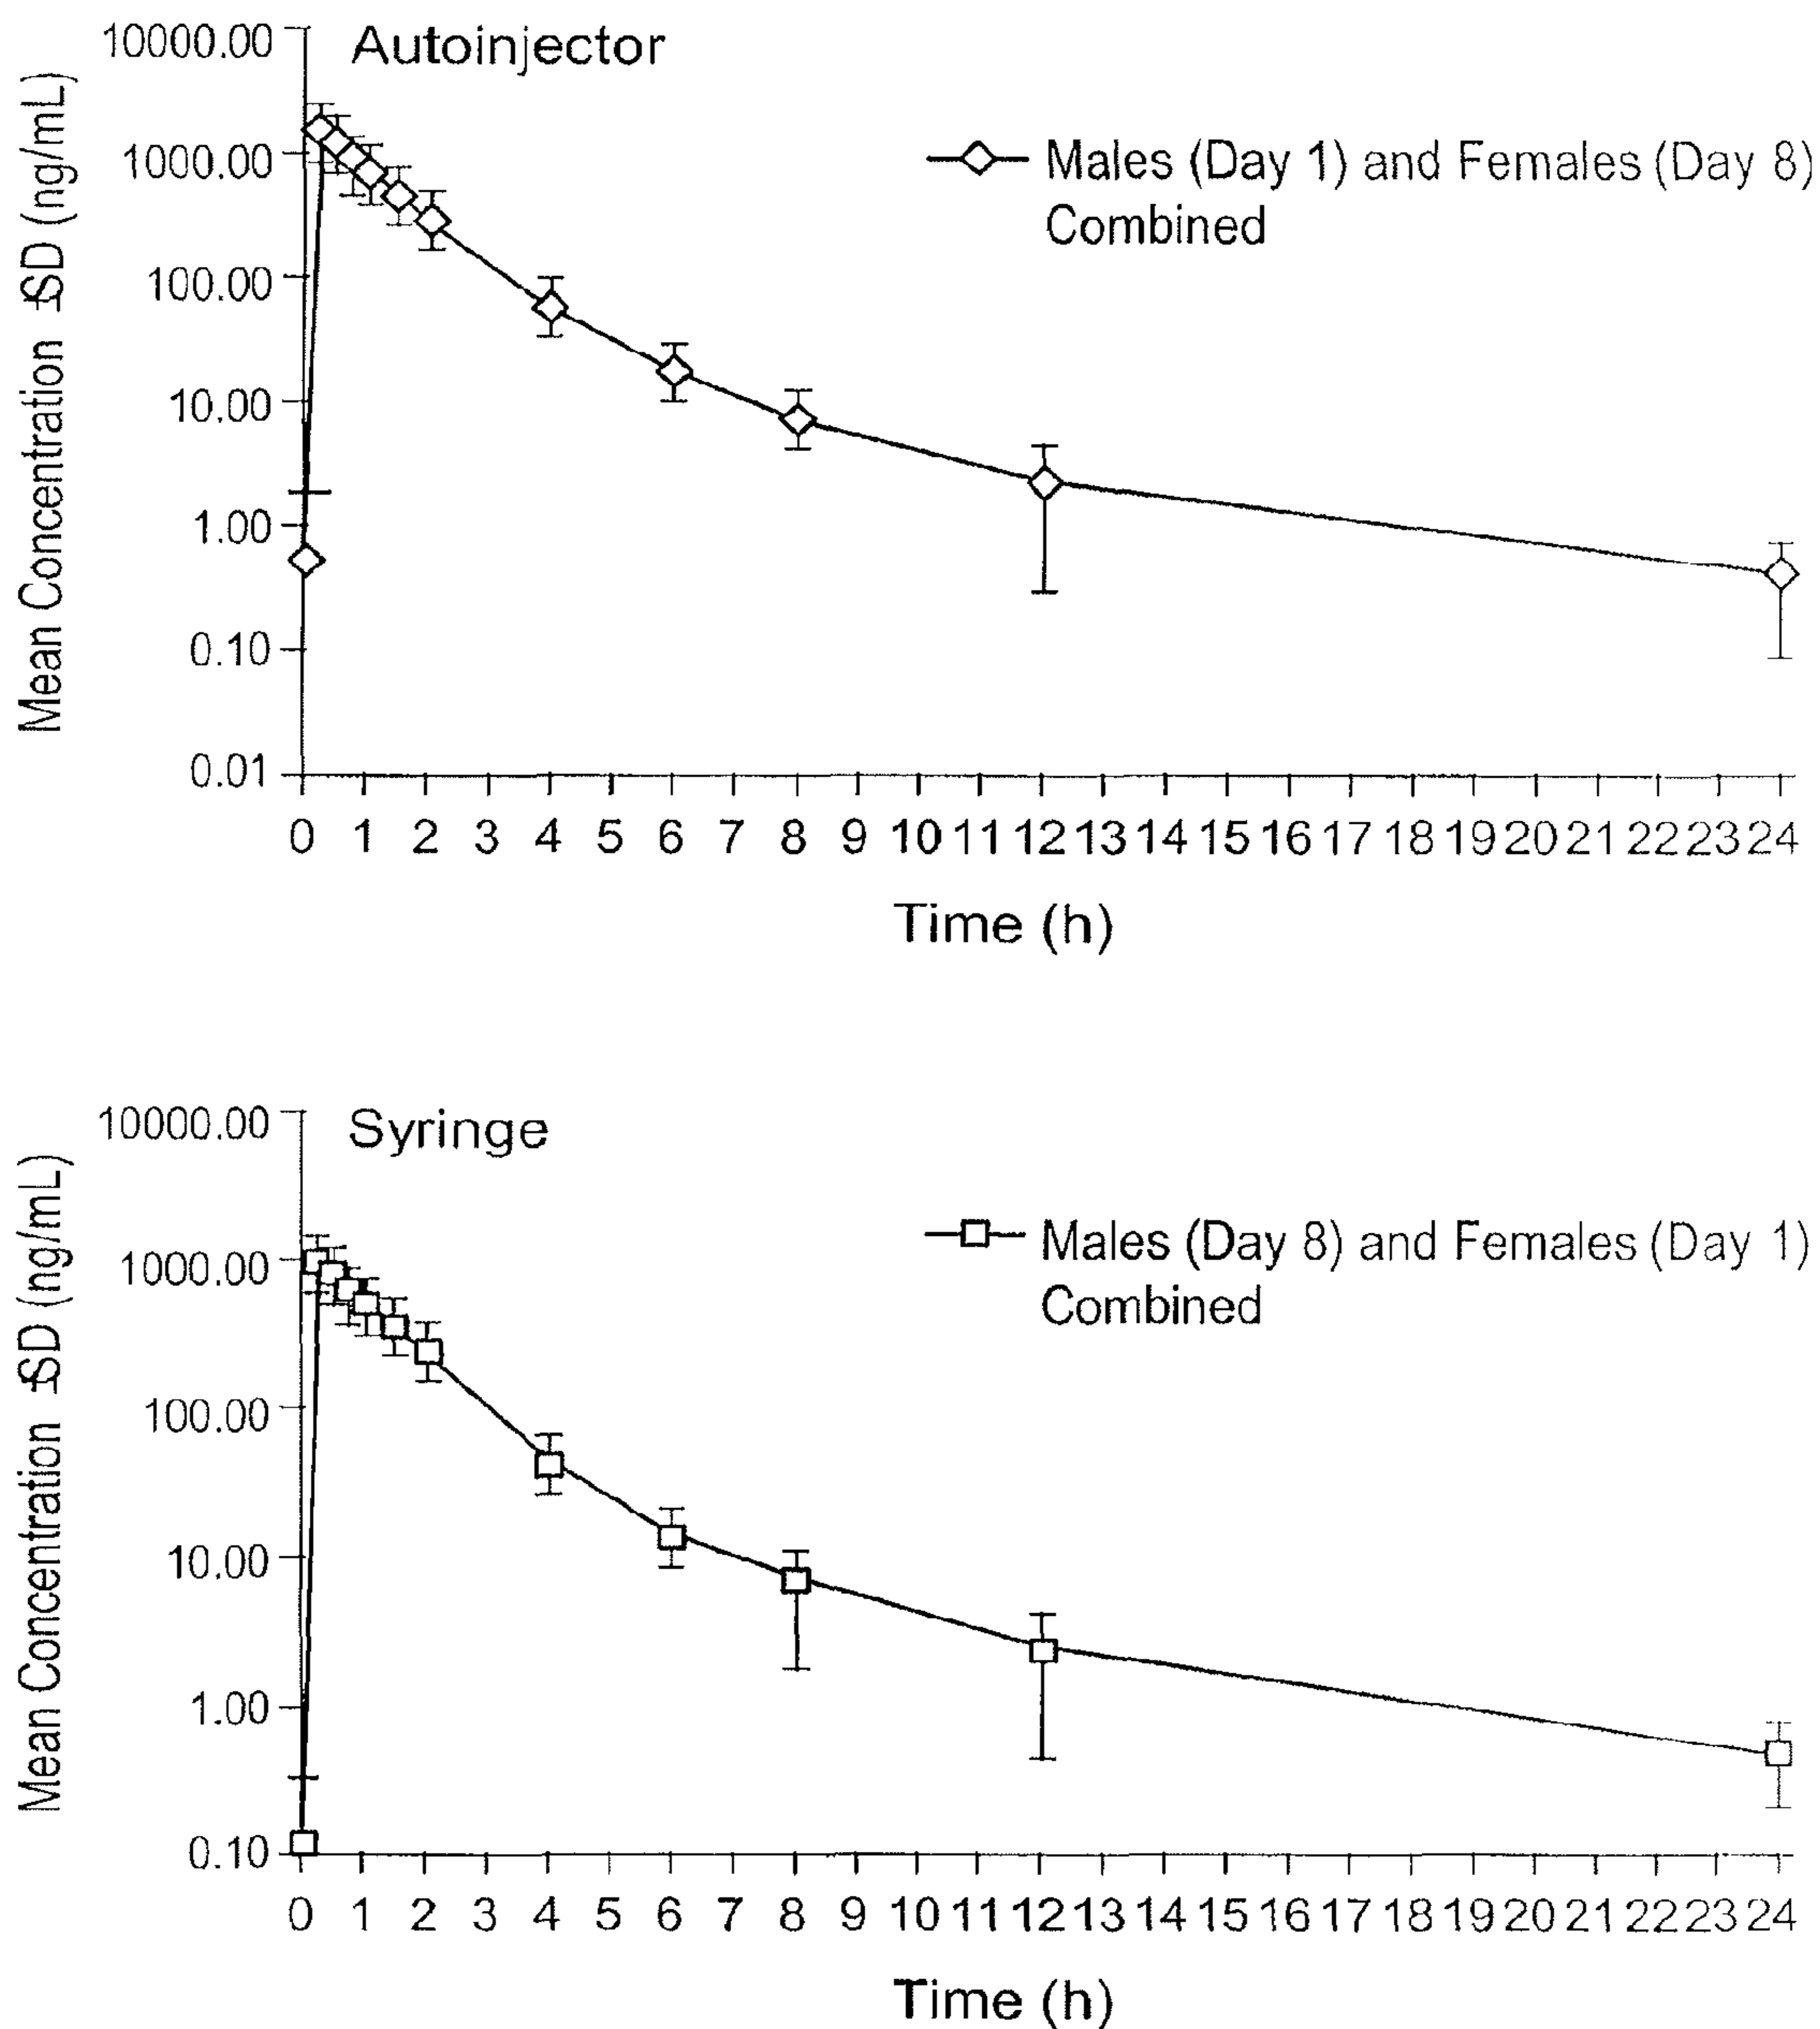 Autoinjector
Mean Concentration ±SD (ng/mL)
10000.00
1000.00
100.00
10.00
1.00
0.10
0.01
Males (Day 1) and Females (Day 8)
Combined
0 1 2 3 4 5 6 7 8 9 10 11 12 13 14 15 16 17 18 19 20 21 22 23 24
Time (h)
Syringe
Mean Concentration ±SD (ng/mL)
10000.00
1000.00
100.00
10.00
1.00
0.10
Males (Day 8) and Females (Day 1)
Combined
0 1 2 3 4 5 6 7 8 9 10 11 12 13 14 15 16 17 18 19 20 21 22 23 24
Time (h)